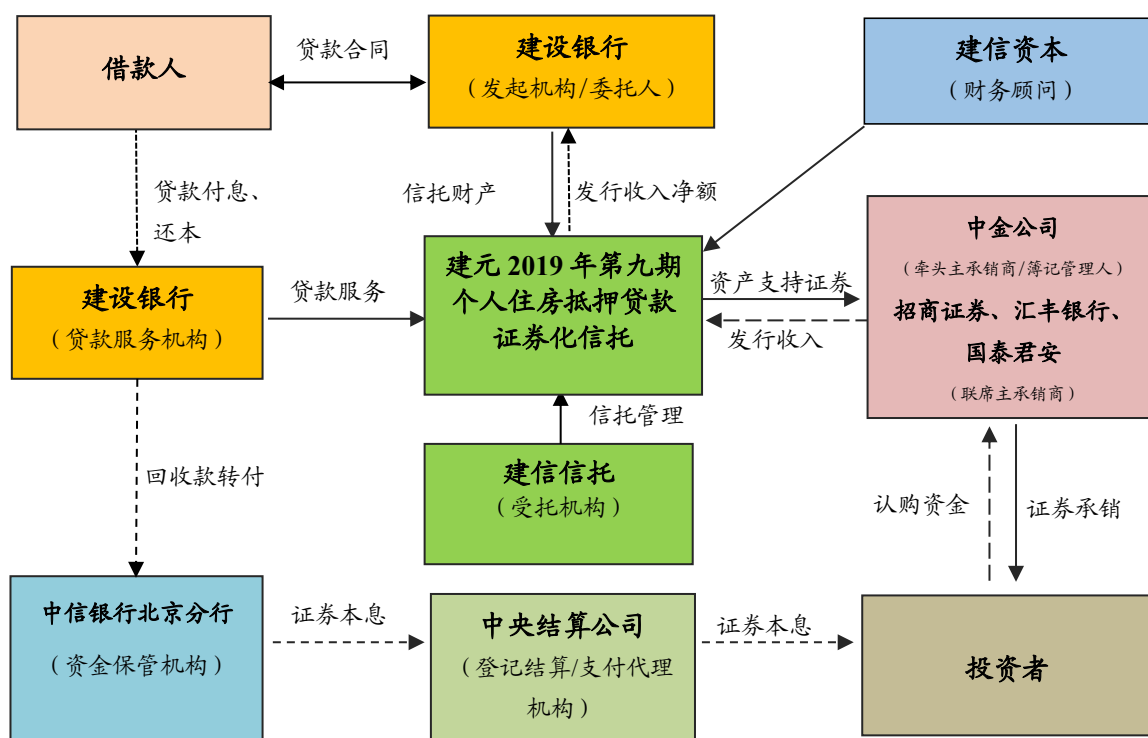 借款人
贷款合同
建设银行
（发起机构/委托人）
建信资本
（财务顾问）
贷款付息、
还本
信托财产
发行收入净额
建设银行
（贷款服务机构）
贷款服务
建元 2019 年第九期
个人住房抵押贷款
证券化信托
资产支持证券
发行收入
中金公司
（牵头主承销商/簿记管理人）
招商证券、汇丰银行、
国泰君安
（联席主承销商）
信托管理
回收款转付
建信信托
（受托机构）
认购资金
证券承销
中信银行北京分行
（资金保管机构）
证券本息
中央结算公司
（登记结算/支付代理
机构）
证券本息
投资者